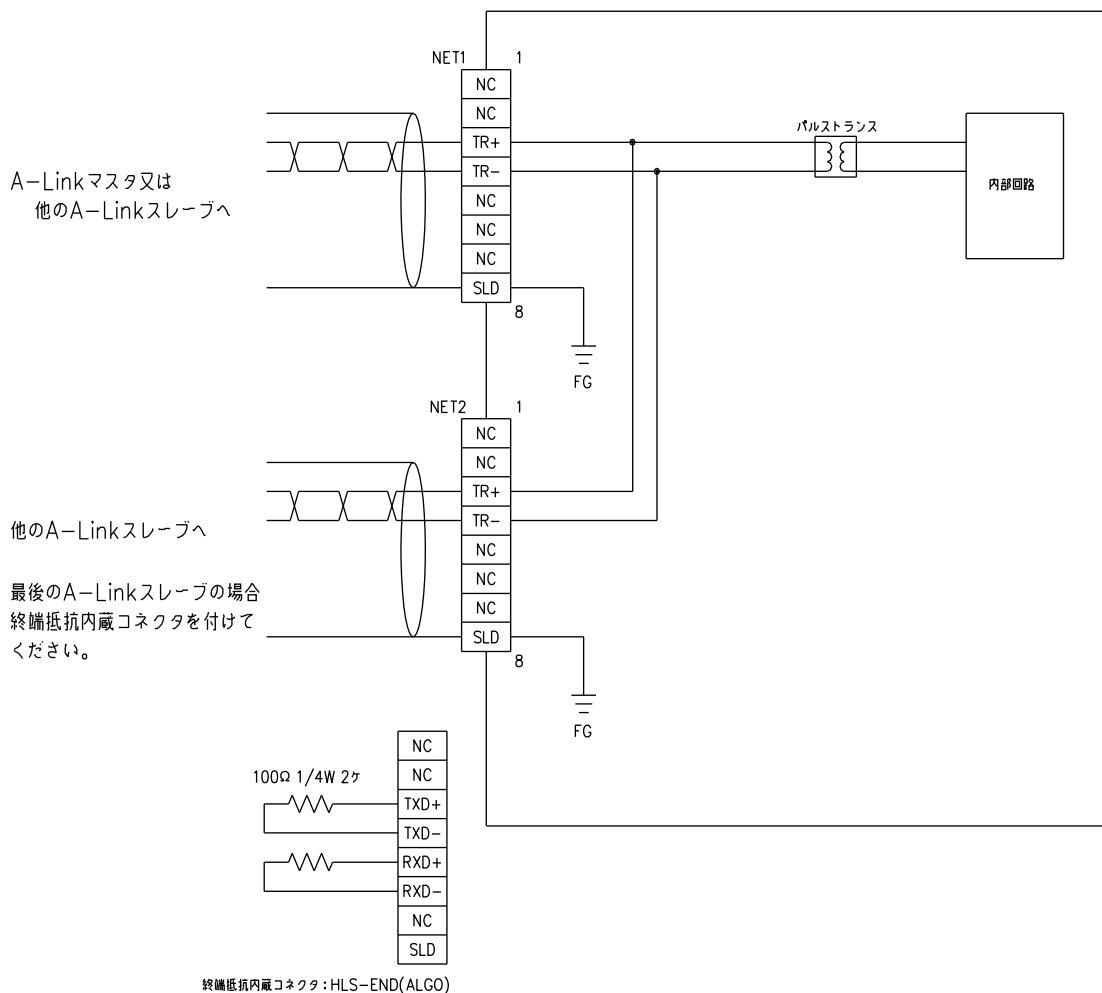 NET1 1
NC
NC
TR+
TR-
NC
NC
NC
SLD
8
FG
パルストランス
内部回路
A-Linkマスタ又は
他のA-Linkスレーブへ
NET2 1
NC
NC
TR+
TR-
NC
NC
NC
SLD
8
FG
他のA-Linkスレーブへ
最後のA-Linkスレーブの場合
終端抵抗内蔵コネクタを付けて
ください。
100Ω 1/4W 2ケ
NC
NC
TXD+
TXD-
RXD+
RXD-
NC
SLD
終端抵抗内蔵コネクタ:HLS-END(ALGO)